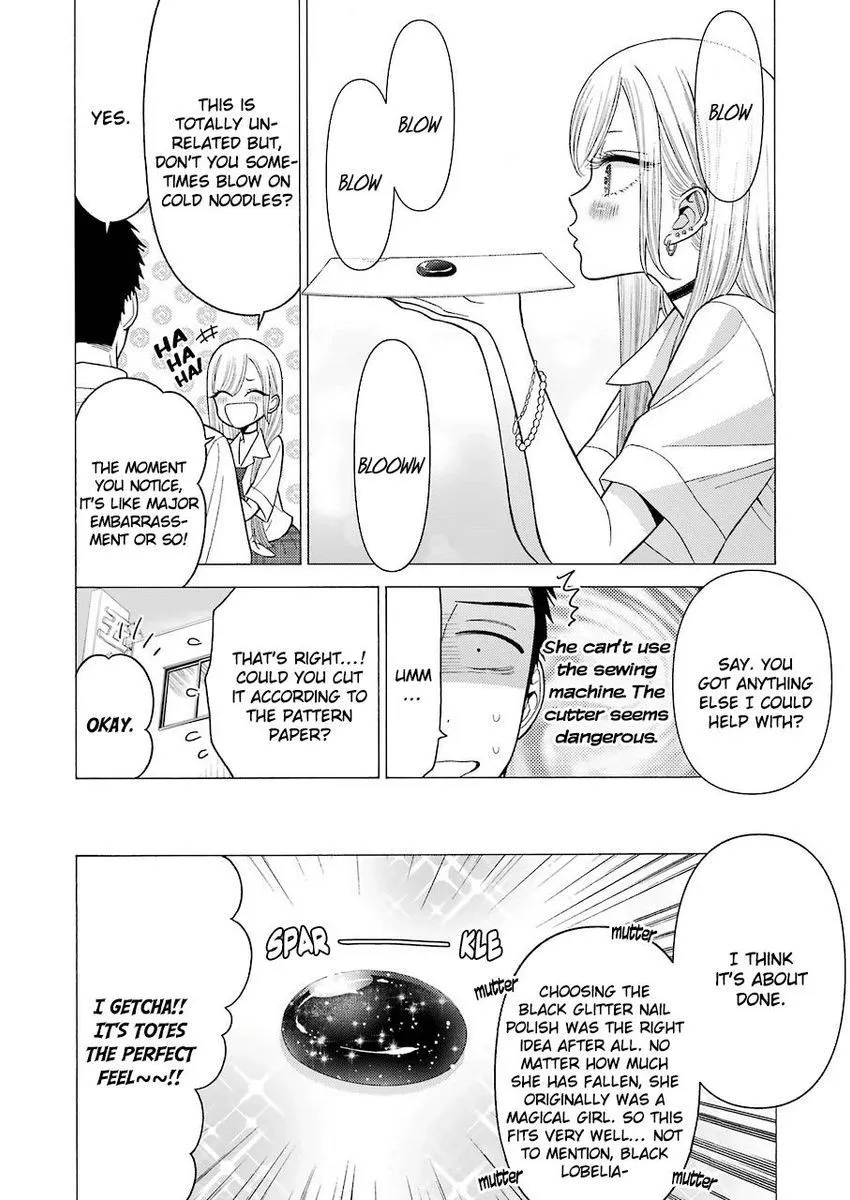 BLOW
BLOW
BLOW
BLOOWW
THIS IS
TOTALLY UN-
RELATED BUT,
DON'T YOU SOME-
TIMES BLOW ON
COLD NOODLES?
YES.
HA
HA
HA!
THE MOMENT
YOU NOTICE,
IT'S LIKE MAJOR
EMBARRASS-
MENT OR SO!
SAY. YOU
GOT ANYTHING
ELSE I COULD
HELP WITH?
She can't use
the sewing
machine. The
cutter seems
dangerous.
UMM
...
THAT'S RIGHT...!
COULD YOU CUT
IT ACCORDING TO
THE PATTERN
PAPER?
OKAY.
I THINK
IT'S ABOUT
DONE.
SPAR — KLE
mutter
mutter
CHOOSING THE
BLACK GLITTER NAIL
POLISH WAS THE RIGHT
IDEA AFTER ALL. NO
MATTER HOW MUCH
SHE HAS FALLEN, SHE
ORIGINALLY WAS A
MAGICAL GIRL. SO THIS
FITS VERY WELL... NOT
TO MENTION, BLACK
LOBELIA-
mutter
mutter
I GETCHA!!
IT'S TOTES
THE PERFECT
FEEL~~!!